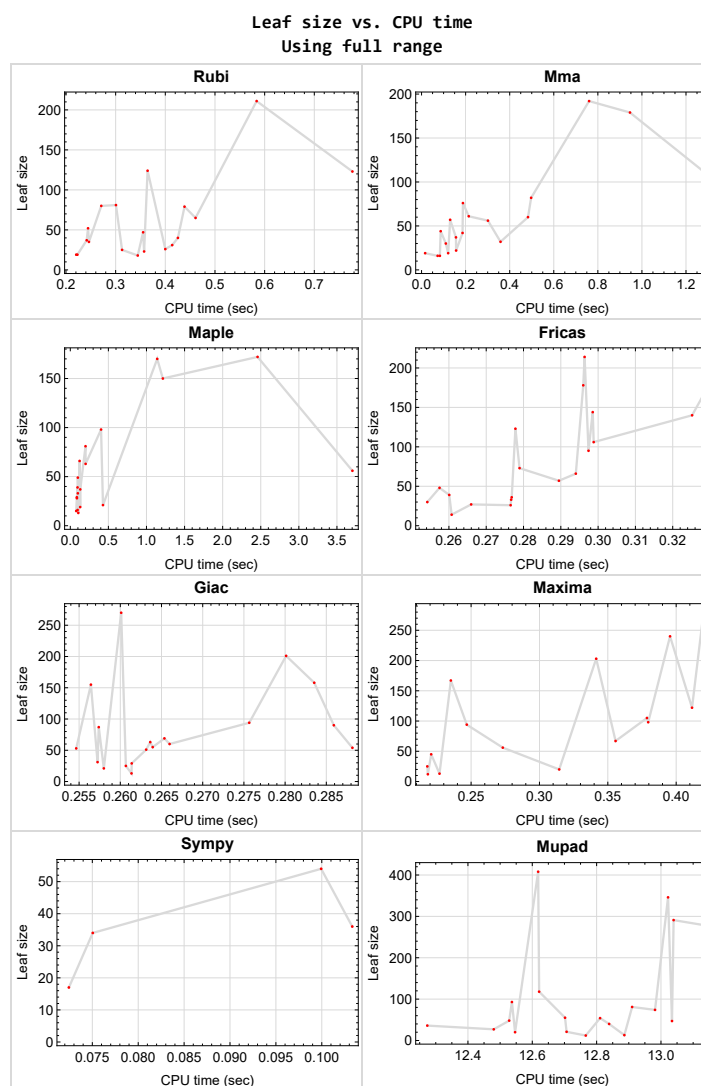 Leaf size vs. CPU time
Using full range
Rubi
Leaf size
200
150
100
50
0
0.2 0.3 0.4 0.5 0.6 0.7
CPU time (sec)
Mma
Leaf size
200
150
100
50
0
0.0 0.2 0.4 0.6 0.8 1.0 1.2
CPU time (sec)
Maple
Leaf size
150
100
50
0
0.0 0.5 1.0 1.5 2.0 2.5 3.0 3.5
CPU time (sec)
Fricas
Leaf size
200
150
100
50
0
0.26 0.27 0.28 0.29 0.30 0.31 0.32
CPU time (sec)
Giac
Leaf size
250
200
150
100
50
0
0.255 0.260 0.265 0.270 0.275 0.280 0.285
CPU time (sec)
Maxima
Leaf size
250
200
150
100
50
0
0.25 0.30 0.35 0.40
CPU time (sec)
Sympy
Leaf size
50
40
30
20
10
0
0.075 0.080 0.085 0.090 0.095 0.100
CPU time (sec)
Mupad
Leaf size
400
300
200
100
0
12.4 12.6 12.8 13.0
CPU time (sec)